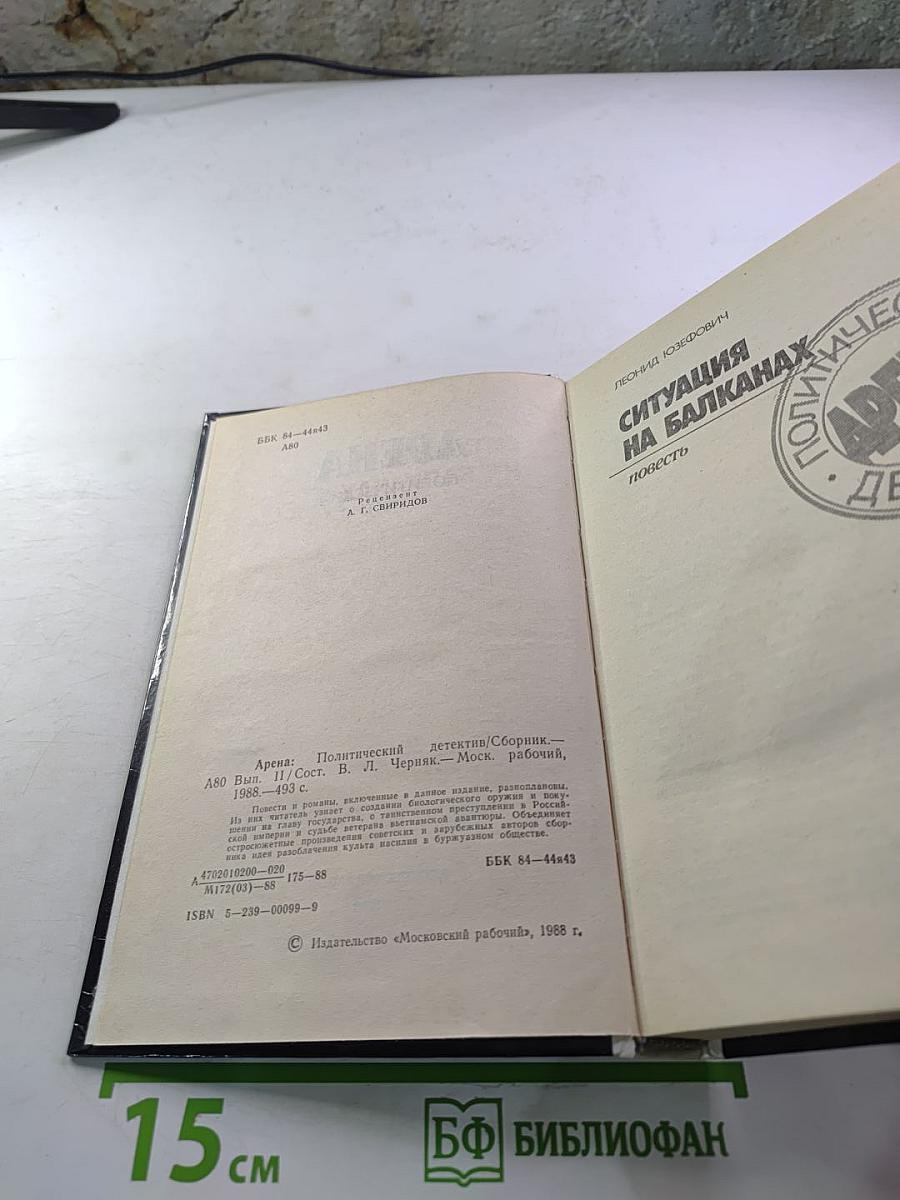 ББК 84—44я43
А80
Рецензент
А. Г. СВИРИДОВ
Арена: Политический детектив/Сборник.—
А80 Вып. II/Сост. В. Л. Черняк.—Моск. рабочий,
1988.—493 с.
Повести и романы, включенные в данное издание, разноплановы.
Из них читатель узнает о создании биологического оружия и поку-
шении на главу государства, о таинственном преступлении в Россий-
ской империи и судьбе ветерана вьетнамской авантюры. Объединяет
остросюжетные произведения советских и зарубежных авторов сбор-
ника идея разоблачения культа насилия в буржуазном обществе.
А 4702010200—020 175—88
М172(03)—88
ББК 84—44я43
ISBN 5—239—00099—9
© Издательство «Московский рабочий», 1988 г.
ЛЕОНИД ЮЗЕФОВИЧ
СИТУАЦИЯ
НА БАЛКАНАХ
повесть
ПОЛИТИЧЕС
АРЕ
ДЕ
15 см
БФ БИБЛИОФАН